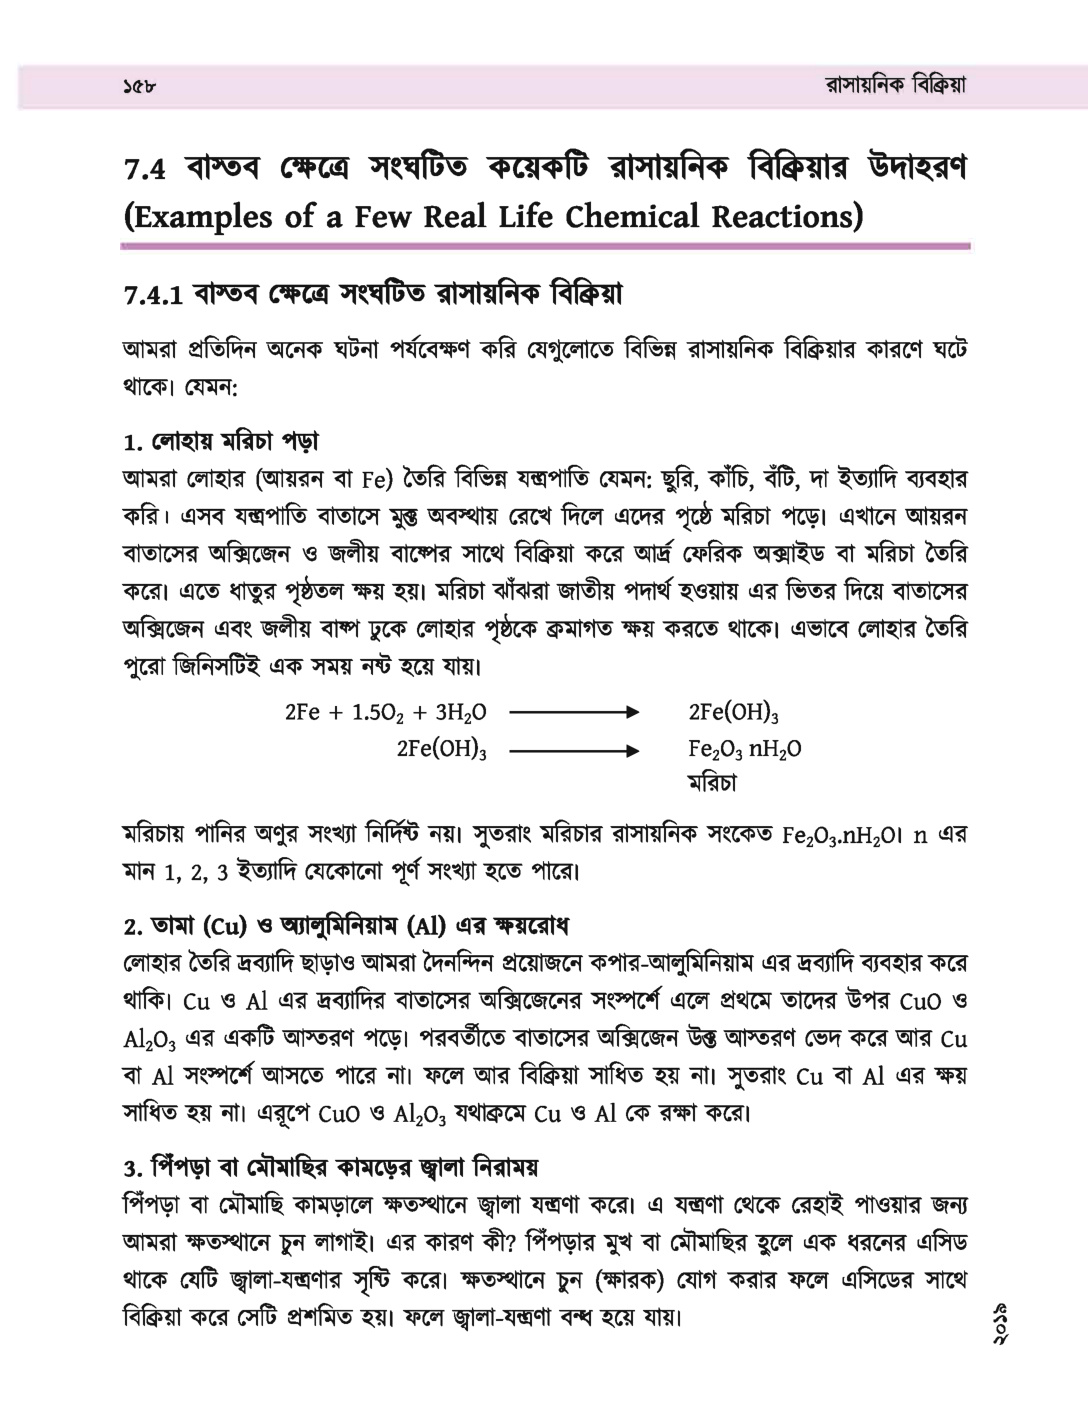 ১৫৮ রাসায়নিক বিক্রিয়া
7.4 বাস্তব ক্ষেত্রে সংঘটিত কয়েকটি রাসায়নিক বিক্রিয়ার উদাহরণ
(Examples of a Few Real Life Chemical Reactions)
7.4.1 বাস্তব ক্ষেত্রে সংঘটিত রাসায়নিক বিক্রিয়া
আমরা প্রতিদিন অনেক ঘটনা পর্যবেক্ষণ করি যেগুলোতে বিভিন্ন রাসায়নিক বিক্রিয়ার কারণে ঘটে
থাকে। যেমন:
1. লোহায় মরিচা পড়া
আমরা লোহার (আয়রন বা Fe) তৈরি বিভিন্ন যন্ত্রপাতি যেমন: ছুরি, কাঁচি, বঁটি, দা ইত্যাদি ব্যবহার
করি। এসব যন্ত্রপাতি বাতাসে মুক্ত অবস্থায় রেখে দিলে এদের পৃষ্ঠে মরিচা পড়ে। এখানে আয়রন
বাতাসের অক্সিজেন ও জলীয় বাষ্পের সাথে বিক্রিয়া করে আর্দ্র ফেরিক অক্সাইড বা মরিচা তৈরি
করে। এতে ধাতুর পৃষ্ঠতল ক্ষয় হয়। মরিচা ঝাঁঝরা জাতীয় পদার্থ হওয়ায় এর ভিতর দিয়ে বাতাসের
অক্সিজেন এবং জলীয় বাষ্প ঢুকে লোহার পৃষ্ঠকে ক্রমাগত ক্ষয় করতে থাকে। এভাবে লোহার তৈরি
পুরো জিনিসটিই এক সময় নষ্ট হয়ে যায়।
2Fe + 1.5O₂ + 3H₂O ⟶ 2Fe(OH)₃
2Fe(OH)₃ ⟶ Fe₂O₃ nH₂O
মরিচা
মরিচায় পানির অণুর সংখ্যা নির্দিষ্ট নয়। সুতরাং মরিচার রাসায়নিক সংকেত Fe₂O₃.nH₂O। n এর
মান 1, 2, 3 ইত্যাদি যেকোনো পূর্ণ সংখ্যা হতে পারে।
2. তামা (Cu) ও অ্যালুমিনিয়াম (Al) এর ক্ষয়রোধ
লোহার তৈরি দ্রব্যাদি ছাড়াও আমরা দৈনন্দিন প্রয়োজনে কপার-আলুমিনিয়াম এর দ্রব্যাদি ব্যবহার করে
থাকি। Cu ও Al এর দ্রব্যাদির বাতাসের অক্সিজেনের সংস্পর্শে এলে প্রথমে তাদের উপর CuO ও
Al₂O₃ এর একটি আস্তরণ পড়ে। পরবর্তীতে বাতাসের অক্সিজেন উক্ত আস্তরণ ভেদ করে আর Cu
বা Al সংস্পর্শে আসতে পারে না। ফলে আর বিক্রিয়া সাধিত হয় না। সুতরাং Cu বা Al এর ক্ষয়
সাধিত হয় না। এরূপে CuO ও Al₂O₃ যথাক্রমে Cu ও Al কে রক্ষা করে।
3. পিঁপড়া বা মৌমাছির কামড়ের জ্বালা নিরাময়
পিঁপড়া বা মৌমাছি কামড়ালে ক্ষতস্থানে জ্বালা যন্ত্রণা করে। এ যন্ত্রণা থেকে রেহাই পাওয়ার জন্য
আমরা ক্ষতস্থানে চুন লাগাই। এর কারণ কী? পিঁপড়ার মুখ বা মৌমাছির হুলে এক ধরনের এসিড
থাকে যেটি জ্বালা-যন্ত্রণার সৃষ্টি করে। ক্ষতস্থানে চুন (ক্ষারক) যোগ করার ফলে এসিডের সাথে
বিক্রিয়া করে সেটি প্রশমিত হয়। ফলে জ্বালা-যন্ত্রণা বন্ধ হয়ে যায়।
২০১৯